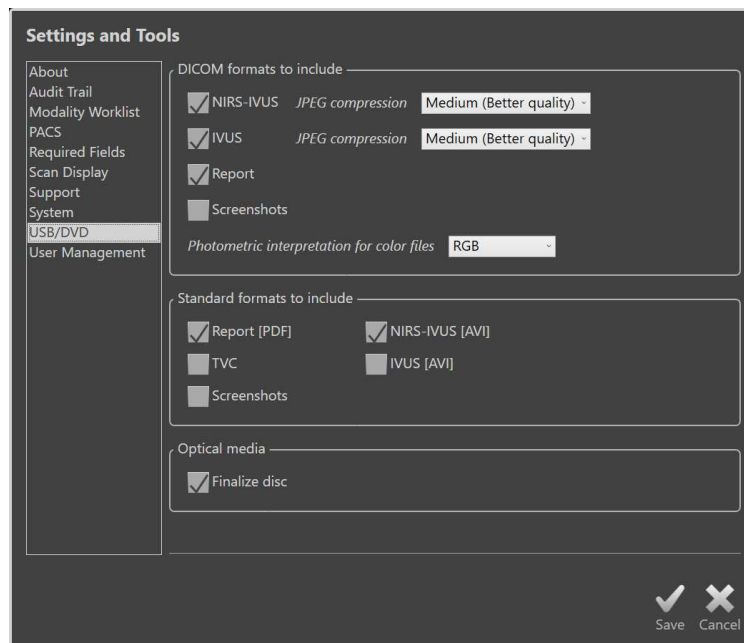 Settings and Tools
About
Audit Trail
Modality Worklist
PACS
Required Fields
Scan Display
Support
System
USB/DVD
User Management
DICOM formats to include
NIRS-IVUS JPEG compression Medium (Better quality)
IVUS JPEG compression Medium (Better quality)
Report
Screenshots
Photometric interpretation for color files RGB
Standard formats to include
Report [PDF] NIRS-IVUS [AVI]
TVC IVUS [AVI]
Screenshots
Optical media
Finalize disc
Save Cancel